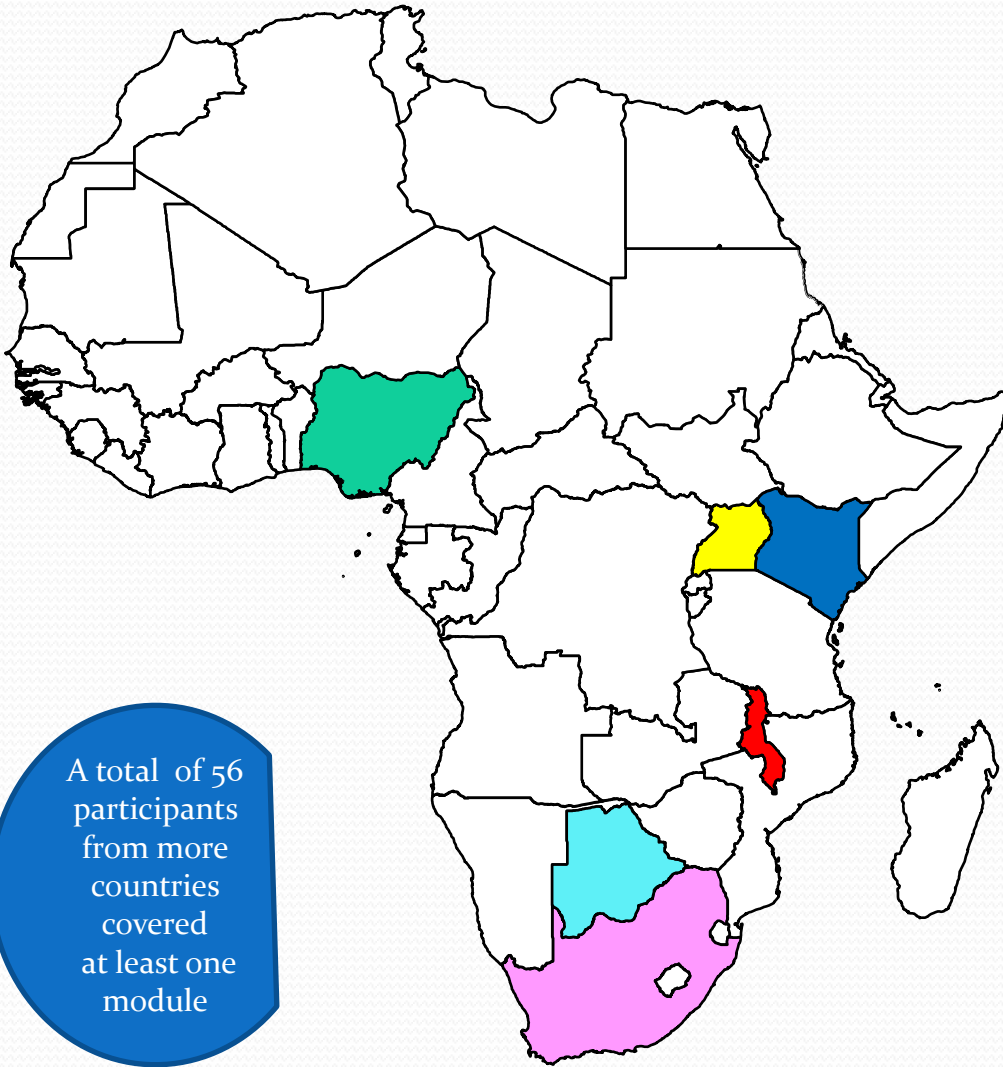 A total of 56
participants
from more
countries
covered
at least one
module